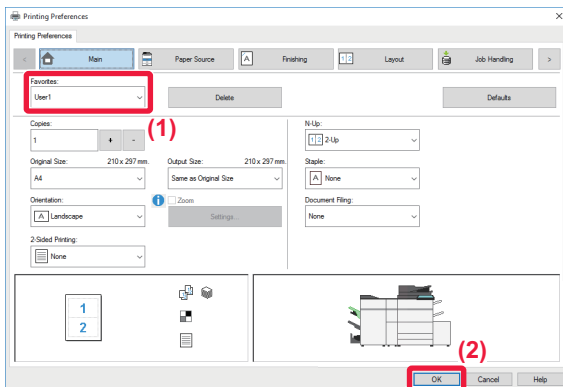 Printing Preferences
Printing Preferences
Main
Paper Source
Finishing
Layout
Job Handling
Favorites:
User1
Delete
Defaults
(1)
Copies:
1
+ -
N-Up:
1 2 2-Up
Original Size: 210 x 297 mm.
A4
Output Size: 210 x 297 mm.
Same as Original Size
Staple:
A None
Orientation:
A Landscape
Zoom
Settings...
Document Filing:
None
2-Sided Printing:
None
1
2
(2)
OK
Cancel
Help